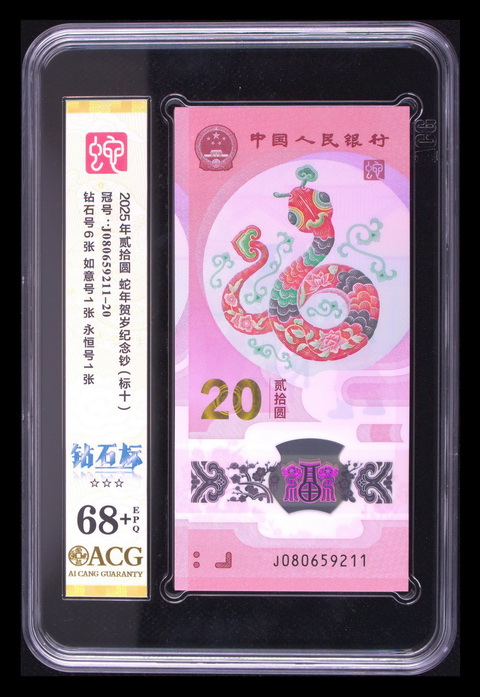 2025年贰拾圆 蛇年贺岁纪念钞（标十）
冠号:J080659211-20
钻石号6张 如意号1张 永恒号1张
钻石标
☆☆☆
68+EPQ
ACG
AI CANG GUARANTY
中国人民银行
20
贰拾圆
J080659211